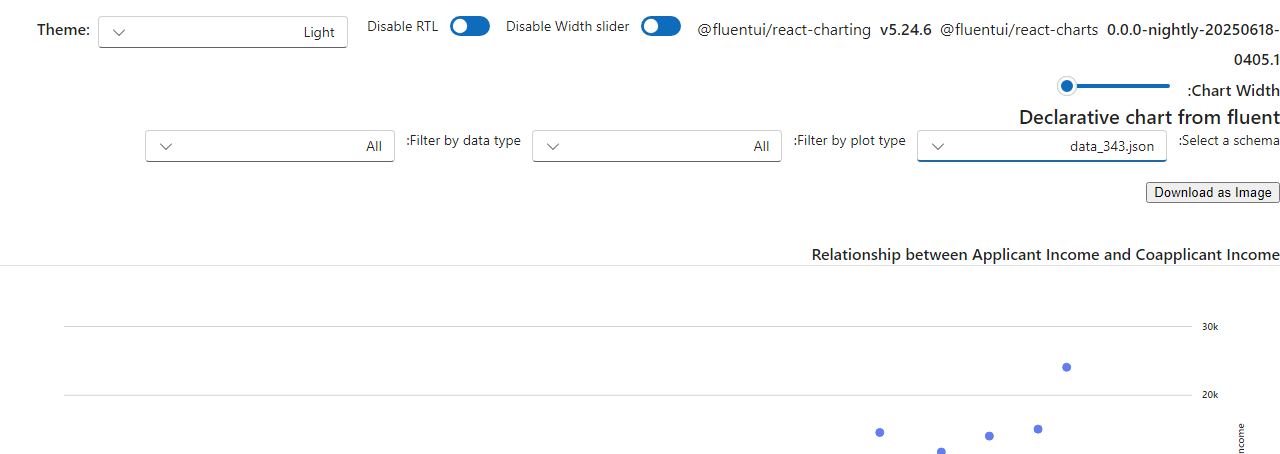 Theme: Light Disable RTL Disable Width slider @fluentui/react-charting v5.24.6 @fluentui/react-charts 0.0.0-nightly-20250618-
0405.1
:Chart Width
Declarative chart from fluent
:Select a schema data_343.json :Filter by plot type All :Filter by data type All
Download as Image
Relationship between Applicant Income and Coapplicant Income
30k
20k